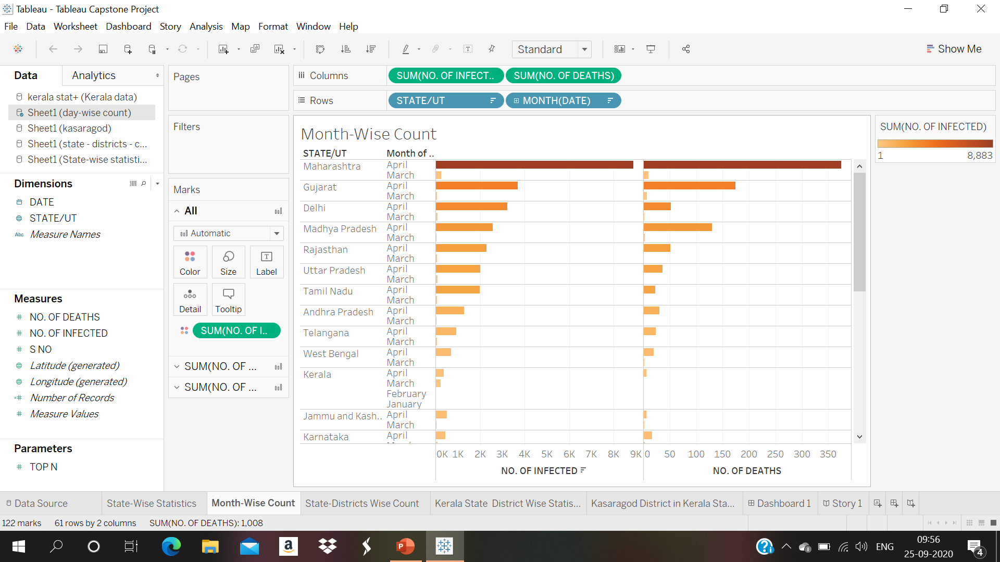 Tableau - Tableau Capstone Project
File Data Worksheet Dashboard Story Analysis Map Format Window Help
Standard
Show Me
Data
Analytics
kerala stat+ (Kerala data)
Sheet1 (day-wise count)
Sheet1 (kasaragod)
Sheet1 (state - districts - c...
Sheet1 (State-wise statisti...
Dimensions
DATE
STATE/UT
Abc Measure Names
Measures
NO. OF DEATHS
NO. OF INFECTED
S NO
Latitude (generated)
Longitude (generated)
Number of Records
Measure Values
Parameters
TOP N
Pages
Filters
Marks
All
Automatic
Color Size Label
Detail Tooltip
SUM(NO. OF I..
SUM(NO. OF ...
SUM(NO. OF ...
Columns SUM(NO. OF INFECT.. SUM(NO. OF DEATHS)
Rows STATE/UT MONTH(DATE)
Month-Wise Count
STATE/UT Month of ..
Maharashtra April
March
Gujarat April
March
Delhi April
March
Madhya Pradesh April
March
Rajasthan April
March
Uttar Pradesh April
March
Tamil Nadu April
March
Andhra Pradesh April
March
Telangana April
March
West Bengal April
March
Kerala April
March
February
January
Jammu and Kash.. April
March
Karnataka April
0K 1K 2K 3K 4K 5K 6K 7K 8K 9K 0 50 100 150 200 250 300 350
NO. OF INFECTED NO. OF DEATHS
SUM(NO. OF INFECTED)
1 8,883
Data Source State-Wise Statistics Month-Wise Count State-Districts Wise Count Kerala State District Wise Statis... Kasaragod District in Kerala Sta... Dashboard 1 Story 1
122 marks 61 rows by 2 columns SUM(NO. OF DEATHS): 1,008
ENG
09:56
25-09-2020
4